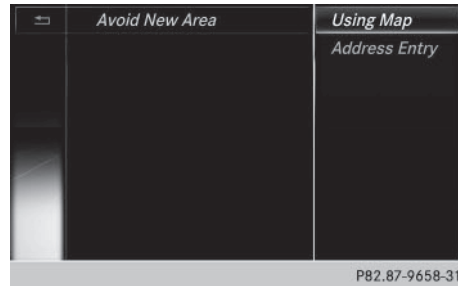 Avoid New Area
Using Map
Address Entry
P82.87-9658-31